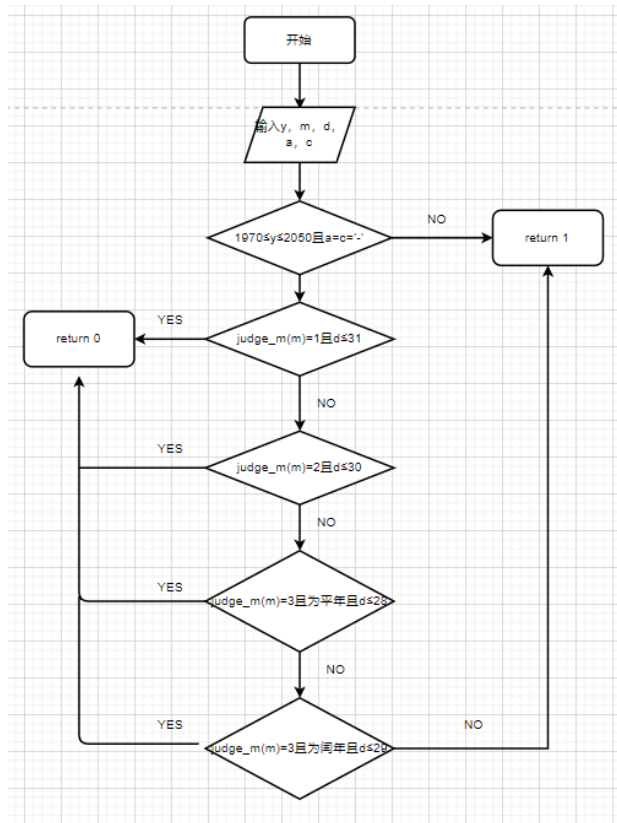 开始
输入y，m，d，
a，c
1970≤y≤2050且a=c='-'
NO
return 1
YES
return 0
judge_m(m)=1且d≤31
NO
YES
judge_m(m)=2且d≤30
NO
YES
judge_m(m)=3且为平年且d≤28
NO
YES
judge_m(m)=3且为闰年且d≤29
NO